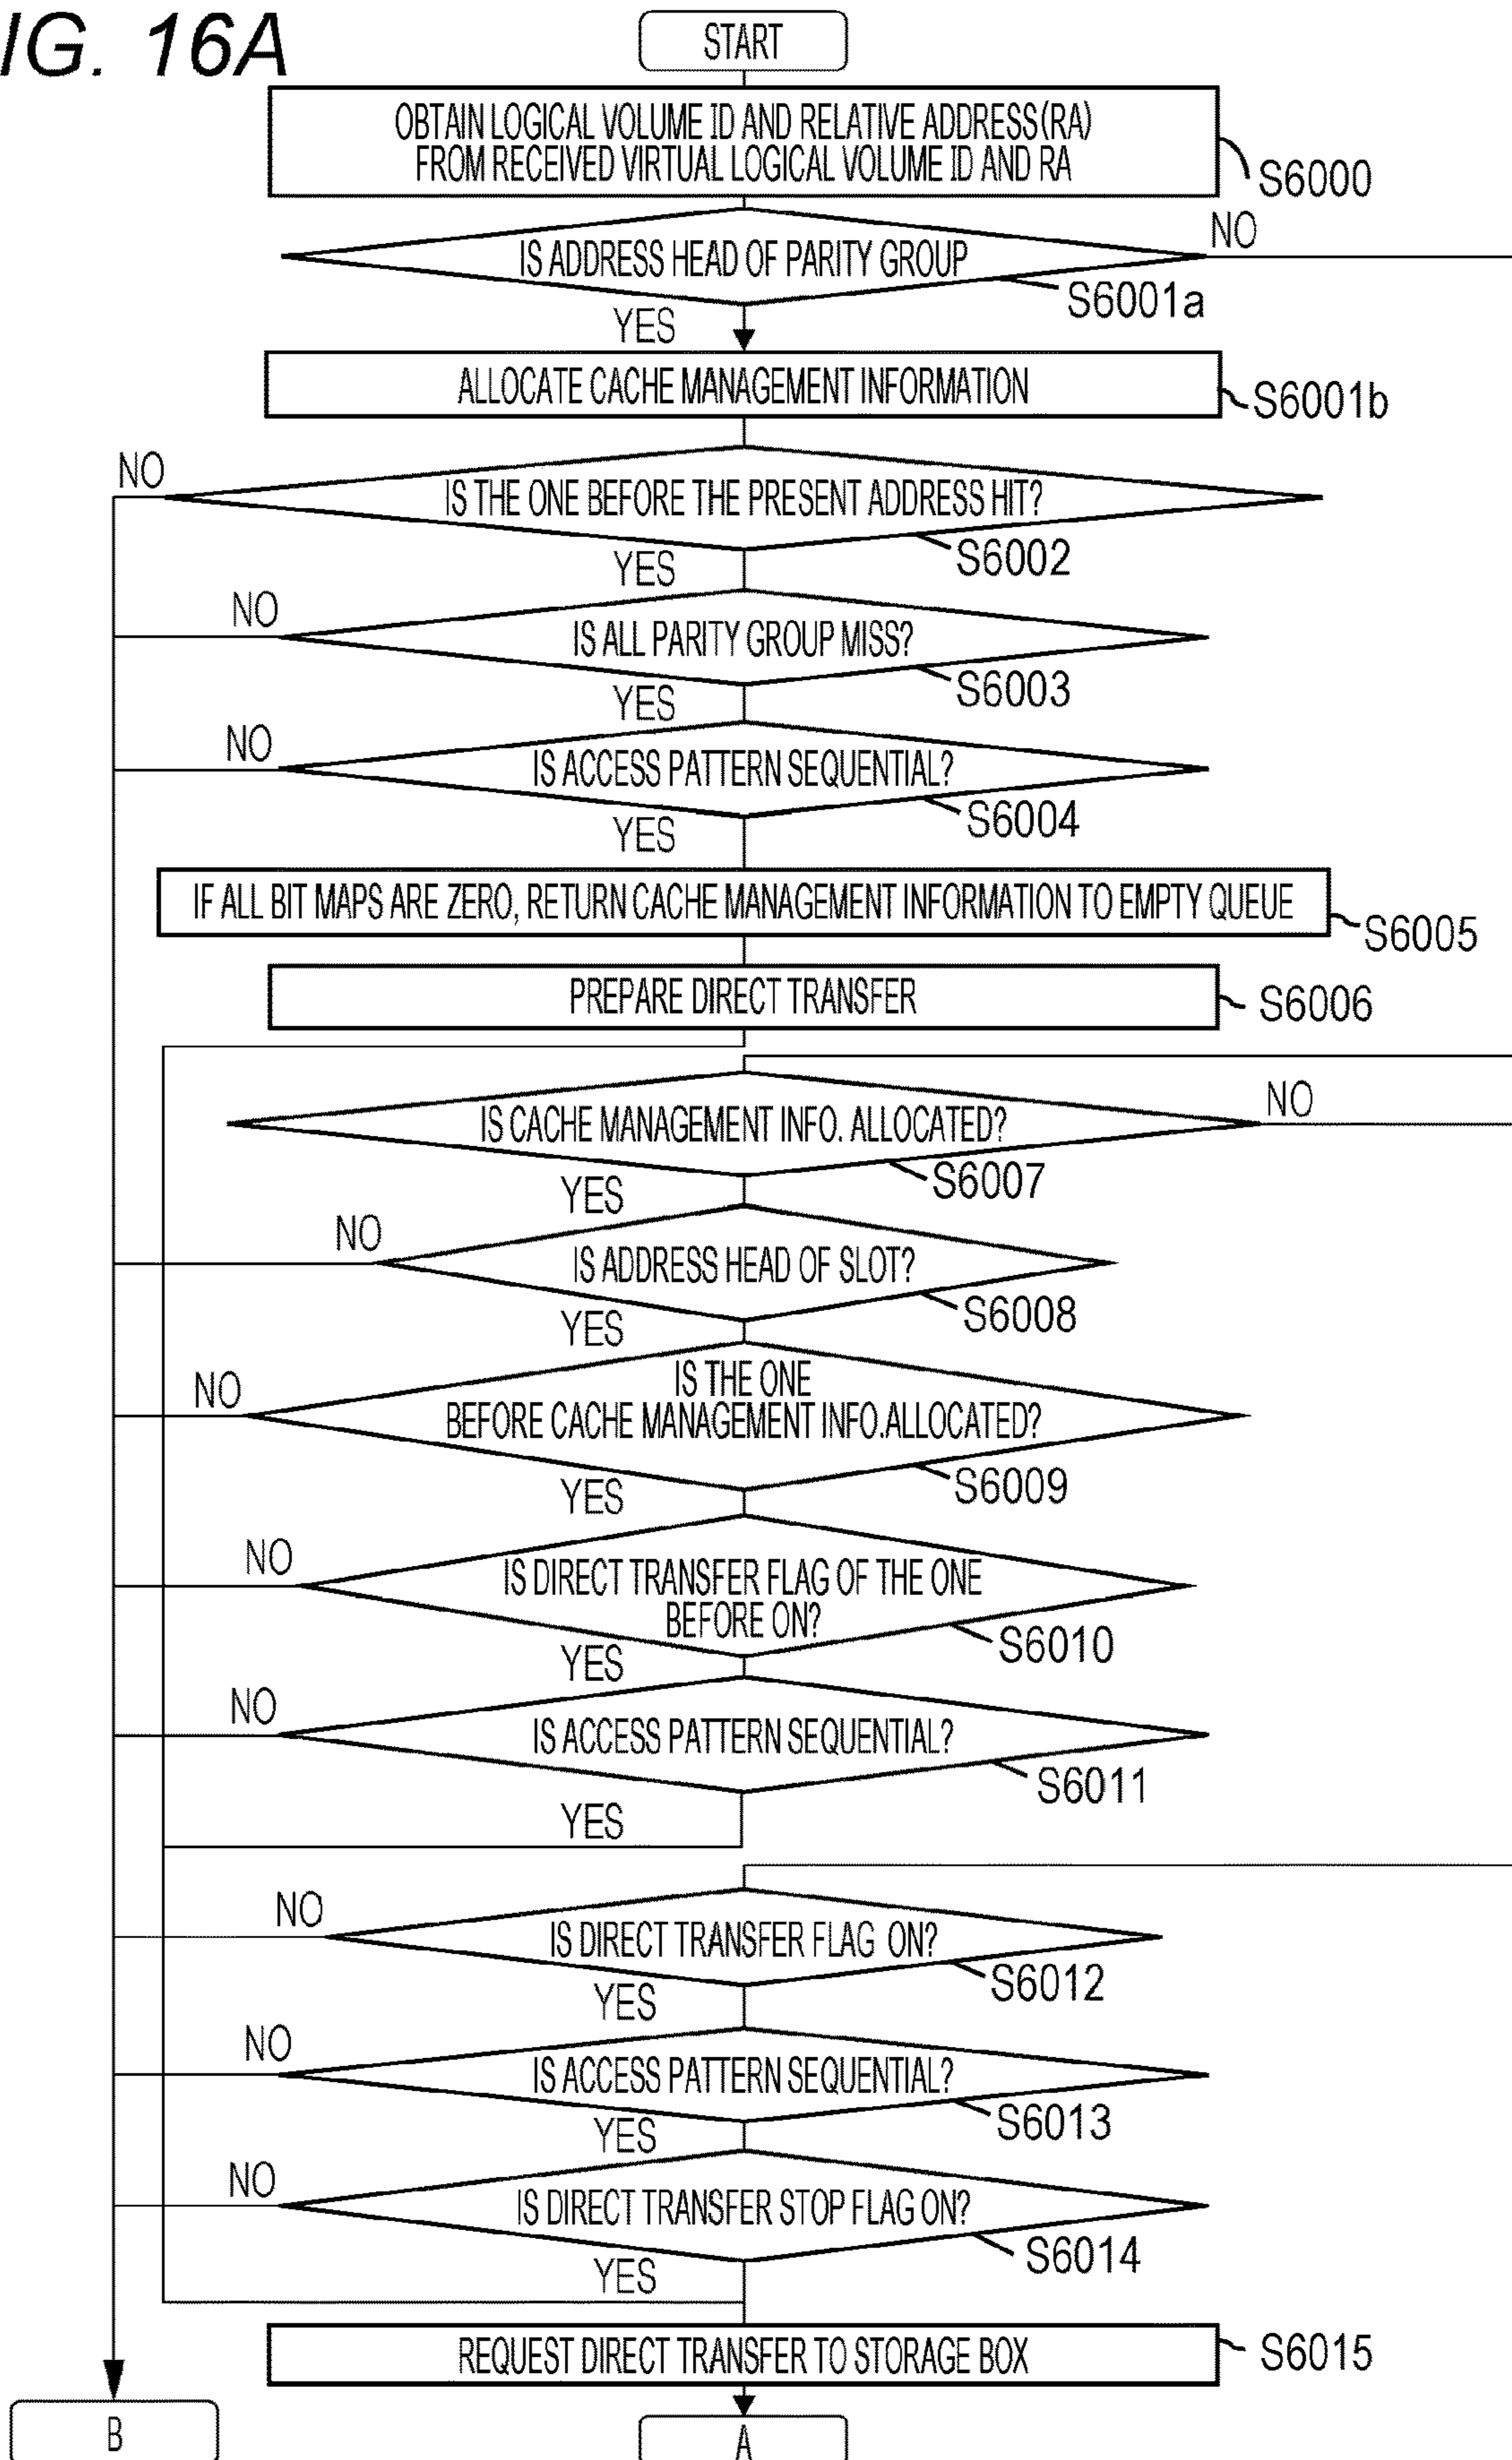 IG. 16A
START
OBTAIN LOGICAL VOLUME ID AND RELATIVE ADDRESS(RA)
FROM RECEIVED VIRTUAL LOGICAL VOLUME ID AND RA
S6000
IS ADDRESS HEAD OF PARITY GROUP
NO
S6001a
YES
ALLOCATE CACHE MANAGEMENT INFORMATION
S6001b
NO
IS THE ONE BEFORE THE PRESENT ADDRESS HIT?
S6002
YES
NO
IS ALL PARITY GROUP MISS?
S6003
YES
NO
IS ACCESS PATTERN SEQUENTIAL?
S6004
YES
IF ALL BIT MAPS ARE ZERO, RETURN CACHE MANAGEMENT INFORMATION TO EMPTY QUEUE
S6005
PREPARE DIRECT TRANSFER
S6006
IS CACHE MANAGEMENT INFO. ALLOCATED?
NO
S6007
YES
NO
IS ADDRESS HEAD OF SLOT?
S6008
YES
NO
IS THE ONE
BEFORE CACHE MANAGEMENT INFO.ALLOCATED?
S6009
YES
NO
IS DIRECT TRANSFER FLAG OF THE ONE
BEFORE ON?
S6010
YES
NO
IS ACCESS PATTERN SEQUENTIAL?
S6011
YES
NO
IS DIRECT TRANSFER FLAG ON?
S6012
YES
NO
IS ACCESS PATTERN SEQUENTIAL?
S6013
YES
NO
IS DIRECT TRANSFER STOP FLAG ON?
S6014
YES
REQUEST DIRECT TRANSFER TO STORAGE BOX
S6015
B
A